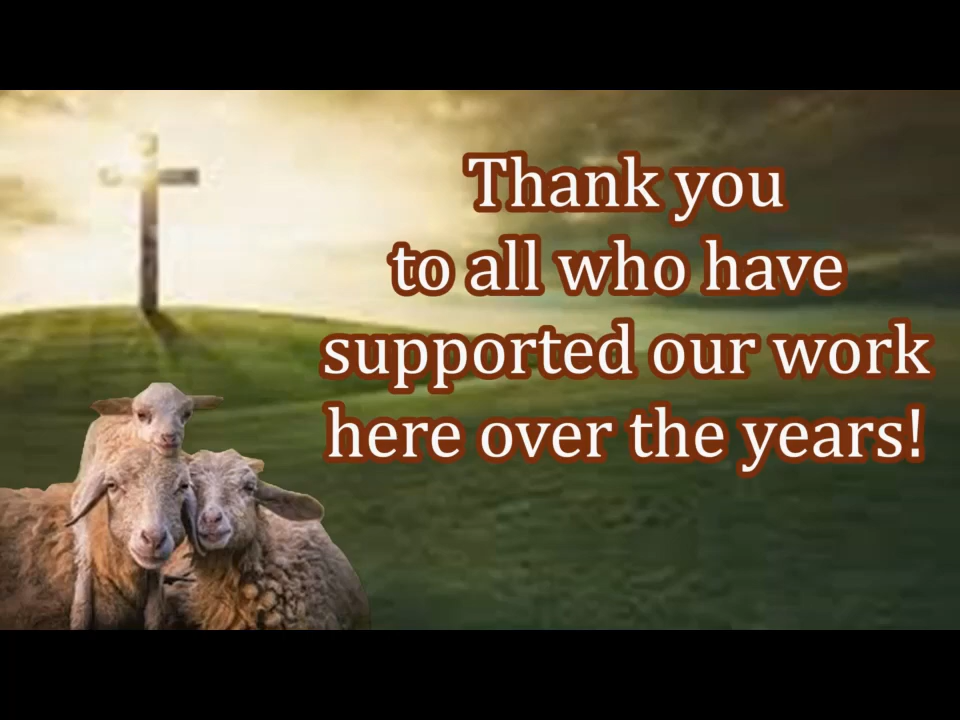 Thank you
to all who have
supported our work
here over the years!